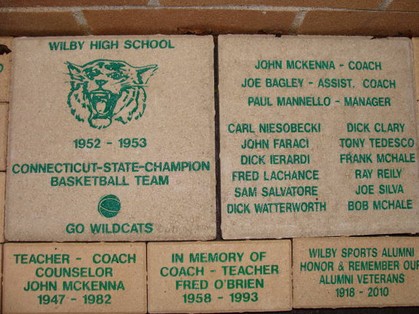 WILBY HIGH SCHOOL
1952 - 1953
CONNECTICUT-STATE-CHAMPION
BASKETBALL TEAM
GO WILDCATS
JOHN MCKENNA - COACH
JOE BAGLEY - ASSIST. COACH
PAUL MANNELLO - MANAGER
CARL NIESOBECKI DICK CLARY
JOHN FARACI TONY TEDESCO
DICK IERARDI FRANK MCHALE
FRED LACHANCE RAY REILY
SAM SALVATORE JOE SILVA
DICK WATTERWORTH BOB MCHALE
TEACHER - COACH
COUNSELOR
JOHN MCKENNA
1947 - 1982
IN MEMORY OF
COACH - TEACHER
FRED O'BRIEN
1958 - 1993
WILBY SPORTS ALUMNI
HONOR & REMEMBER OUR
ALUMNI VETERANS
1918 - 2010